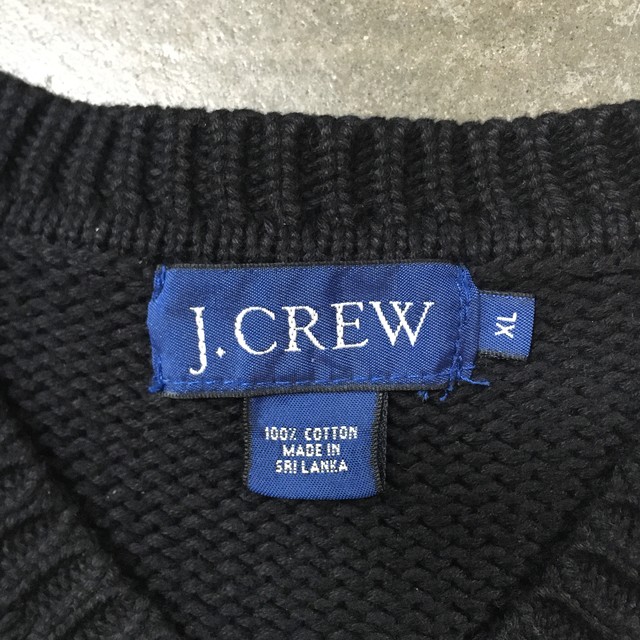 J.CREW
XL
100% COTTON
MADE IN
SRI LANKA